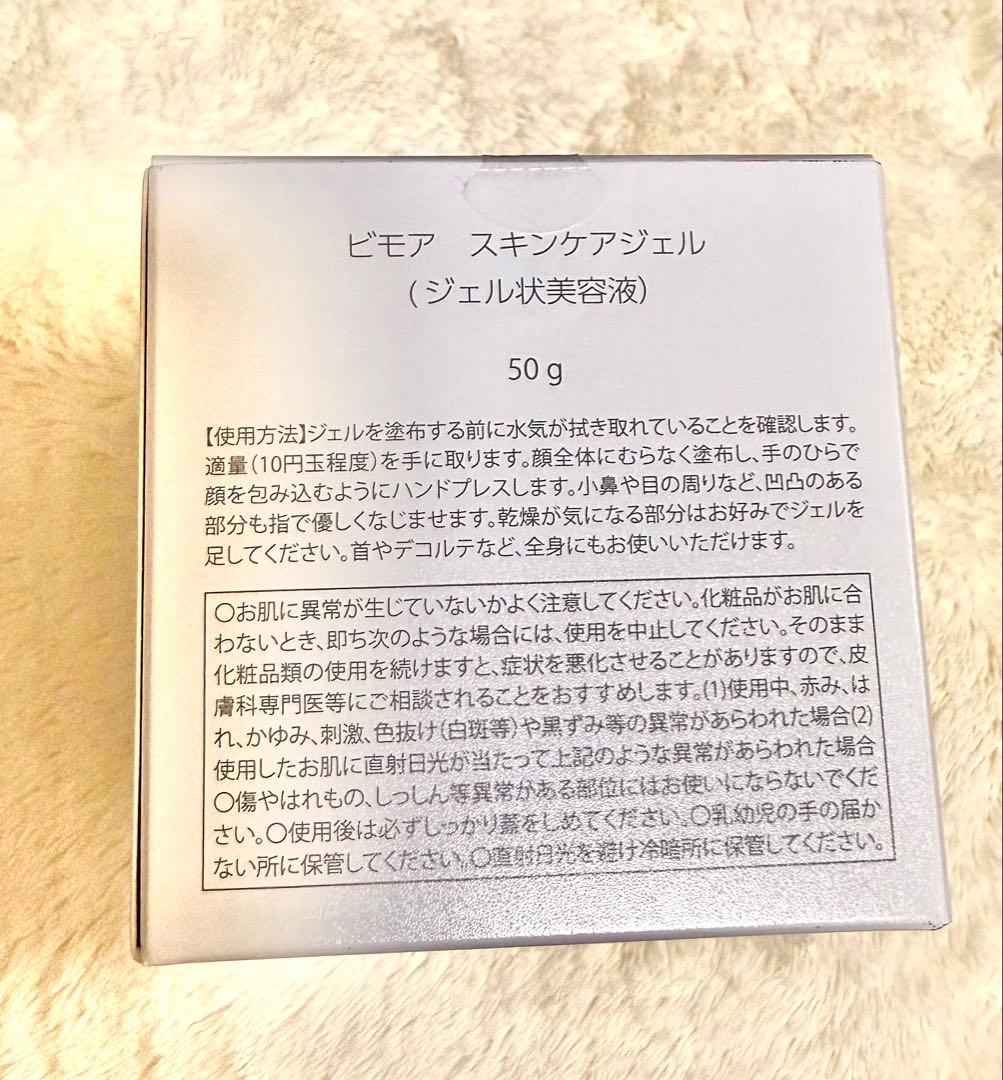 ビモア　スキンケアジェル
(ジェル状美容液)
50 g
【使用方法】ジェルを塗布する前に水気が拭き取れていることを確認します。
適量(10円玉程度)を手に取ります。顔全体にむらなく塗布し、手のひらで
顔を包み込むようにハンドプレスします。小鼻や目の周りなど、凹凸のある
部分も指で優しくなじませます。乾燥が気になる部分はお好みでジェルを
足してください。首やデコルテなど、全身にもお使いいただけます。
〇お肌に異常が生じていないかよく注意してください。化粧品がお肌に合
わないとき、即ち次のような場合には、使用を中止してください。そのまま
化粧品類の使用を続けますと、症状を悪化させることがありますので、皮
膚科専門医等にご相談されることをおすすめします。(1)使用中、赤み、は
れ、かゆみ、刺激、色抜け(白斑等)や黒ずみ等の異常があらわれた場合(2)
使用したお肌に直射日光が当たって上記のような異常があらわれた場合
〇傷やはれもの、しっしん等異常がある部位にはお使いにならないでくだ
さい。〇使用後は必ずしっかり蓋をしめてください。〇乳幼児の手の届か
ない所に保管してください。〇直射日光を避け冷暗所に保管してください。